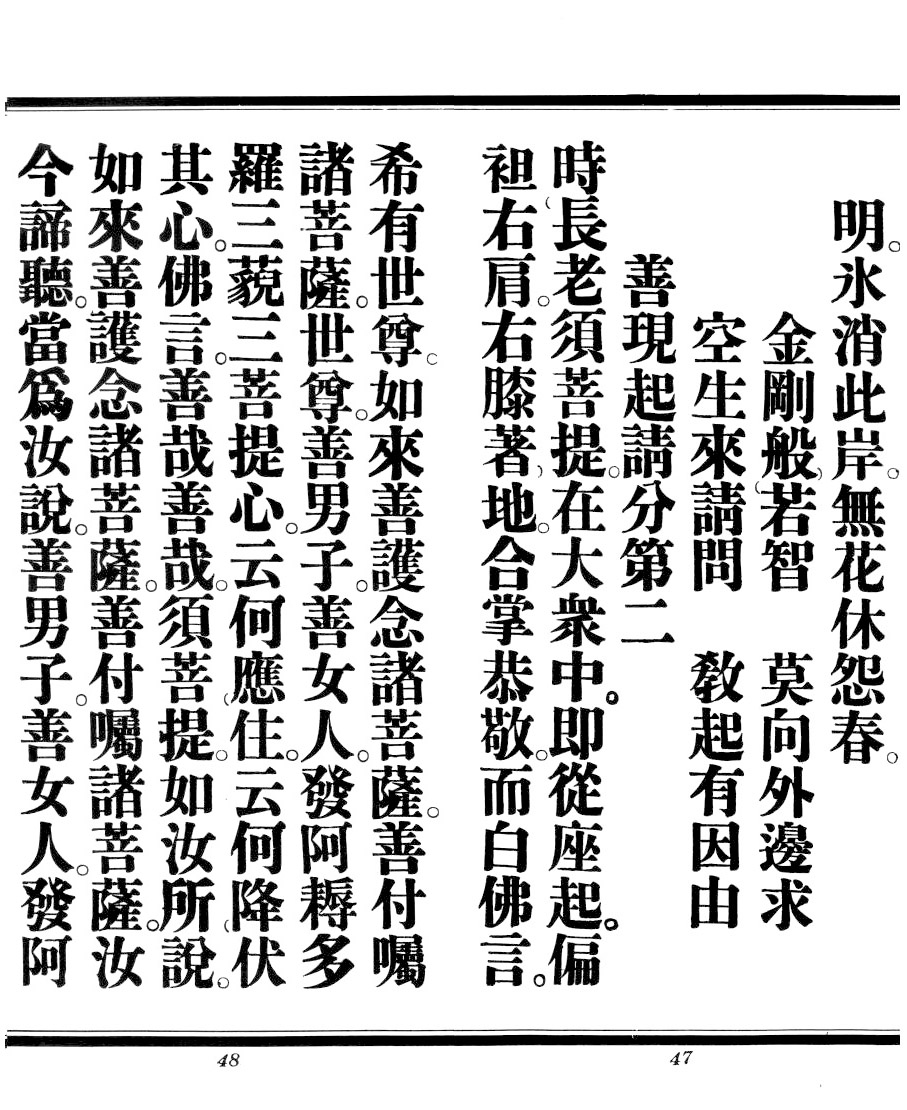 明。氷消此岸。無花休怨春。
金剛般若智　莫向外邊求
空生來請問　教起有因由
善現起請分第二
時長老須菩提。在大衆中。即從座起。偏
袒右肩。右膝著地。合掌恭敬。而白佛言。
希有世尊。如來善護念諸菩薩。善付囑
諸菩薩。世尊。善男子。善女人。發阿耨多
羅三藐三菩提心。云何應住。云何降伏
其心。佛言。善哉善哉。須菩提。如汝所說。
如來善護念諸菩薩。善付囑諸菩薩。汝
今諦聽。當爲汝說。善男子。善女人。發阿
47
48